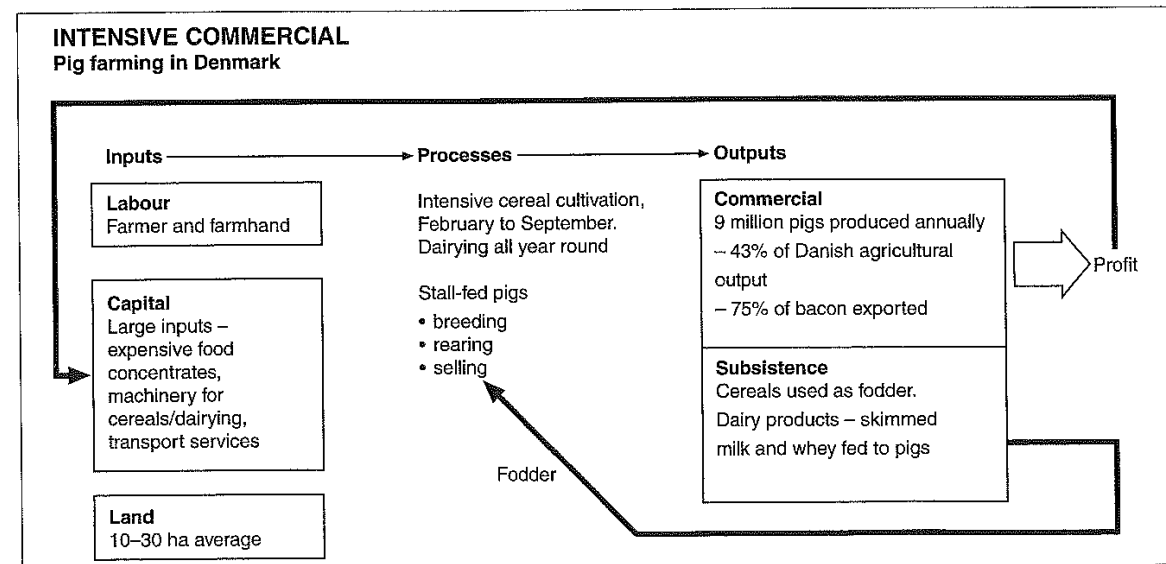 INTENSIVE COMMERCIAL
Pig farming in Denmark
Inputs
Processes
Outputs
Labour
Farmer and farmhand
Capital
Large inputs –
expensive food
concentrates,
machinery for
cereals/dairying,
transport services
Land
10–30 ha average
Intensive cereal cultivation,
February to September.
Dairying all year round
Stall-fed pigs
• breeding
• rearing
• selling
Fodder
Commercial
9 million pigs produced annually
– 43% of Danish agricultural
output
– 75% of bacon exported
Subsistence
Cereals used as fodder.
Dairy products – skimmed
milk and whey fed to pigs
Profit